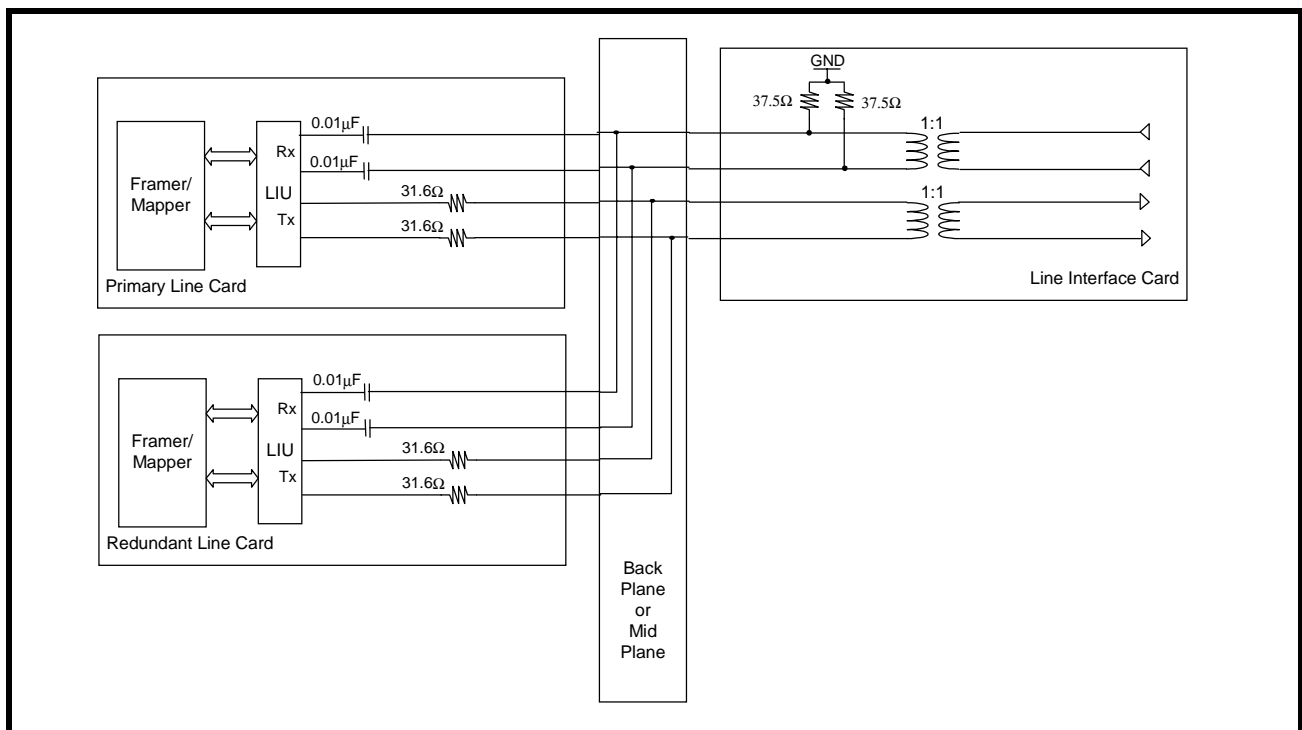 GND
37.5Ω
37.5Ω
1:1
1:1
Line Interface Card
0.01μF
0.01μF
Rx
LIU
Tx
31.6Ω
31.6Ω
Framer/
Mapper
Primary Line Card
0.01μF
0.01μF
Rx
LIU
Tx
31.6Ω
31.6Ω
Framer/
Mapper
Redundant Line Card
Back
Plane
or
Mid
Plane